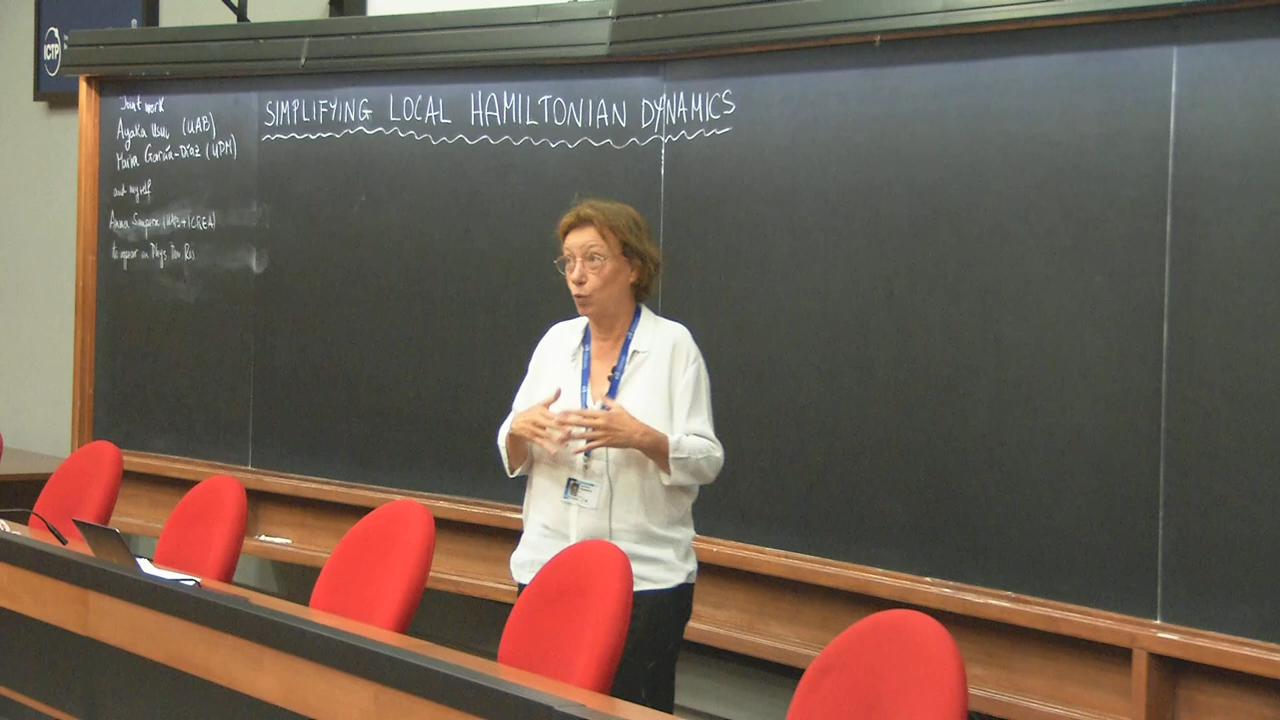 ICTP
Joint work
Ayaka Usui (UAB)
María García-Díaz (UPM)
and myself
Anna Sanpera (UAB+ICREA)
to appear in Phys Rev Res
SIMPLIFYING LOCAL HAMILTONIAN DYNAMICS